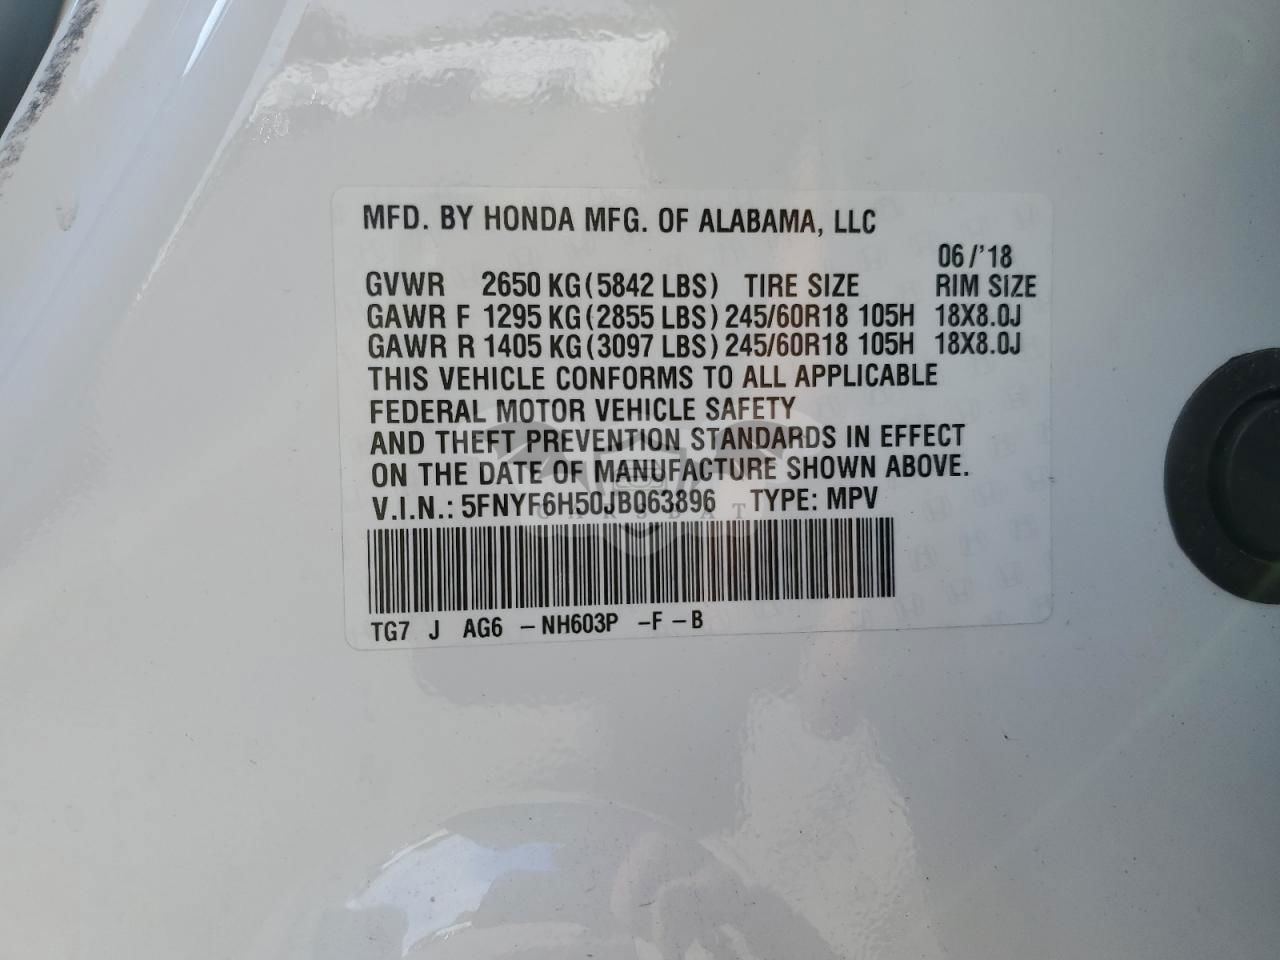 MFD. BY HONDA MFG. OF ALABAMA, LLC
06/'18
GVWR 2650 KG(5842 LBS) TIRE SIZE RIM SIZE
GAWR F 1295 KG(2855 LBS) 245/60R18 105H 18X8.0J
GAWR R 1405 KG(3097 LBS) 245/60R18 105H 18X8.0J
THIS VEHICLE CONFORMS TO ALL APPLICABLE
FEDERAL MOTOR VEHICLE SAFETY
AND THEFT PREVENTION STANDARDS IN EFFECT
ON THE DATE OF MANUFACTURE SHOWN ABOVE.
V.I.N.: 5FNYF6H50JB063896 TYPE: MPV
CARSBAT
TG7 J AG6 -NH603P -F -B